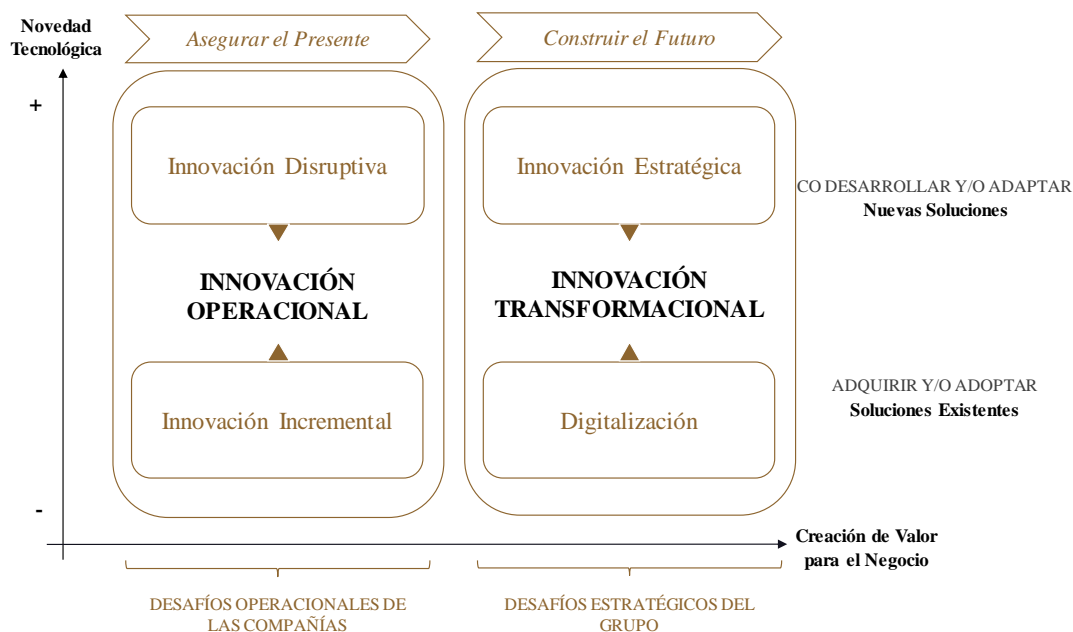 Novedad
Tecnológica
Asegurar el Presente
Construir el Futuro
+
Innovación Disruptiva
Innovación Estratégica
CO DESARROLLAR Y/O ADAPTAR
Nuevas Soluciones
INNOVACIÓN
OPERACIONAL
INNOVACIÓN
TRANSFORMACIONAL
Innovación Incremental
Digitalización
ADQUIRIR Y/O ADOPTAR
Soluciones Existentes
-
Creación de Valor
para el Negocio
DESAFÍOS OPERACIONALES DE
LAS COMPAÑÍAS
DESAFÍOS ESTRATÉGICOS DEL
GRUPO